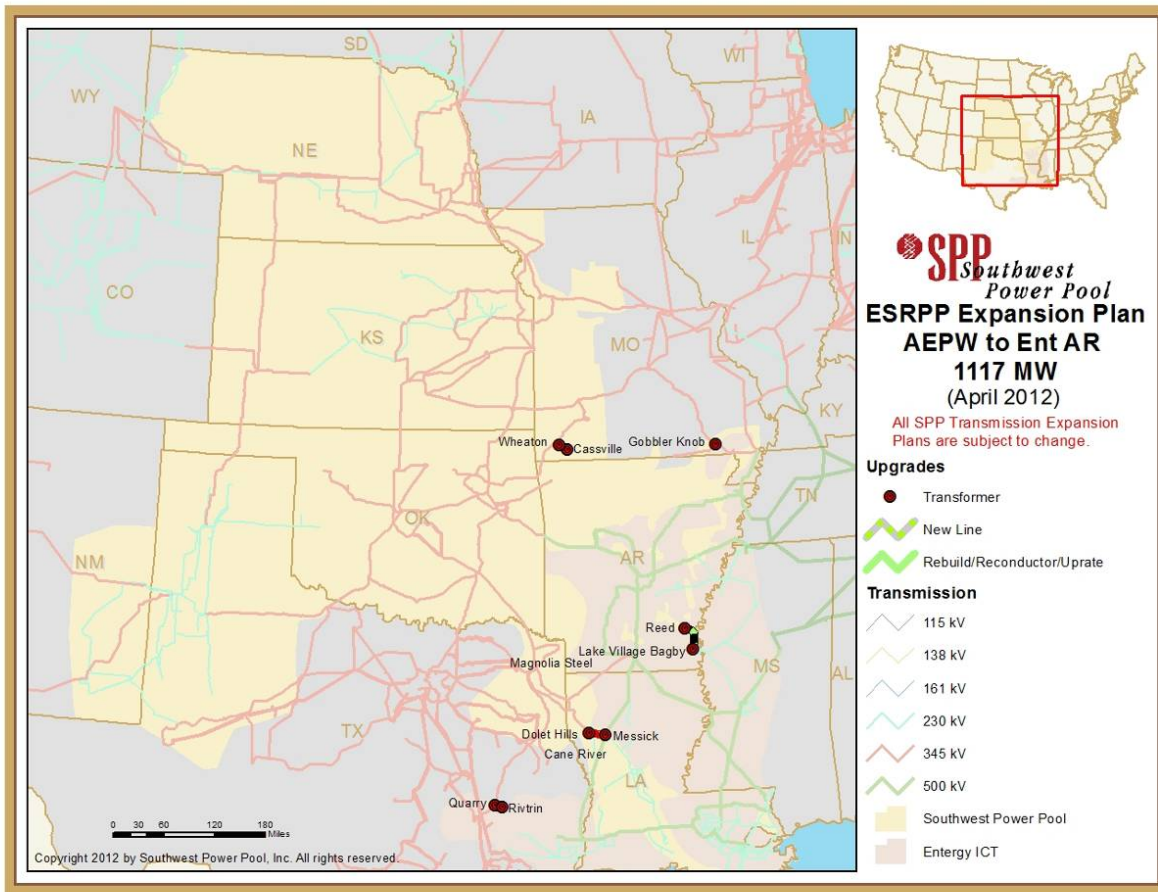 SD
WI
WY
IA
M
NE
IL
IN
CO
KS
MO
KY
Wheaton
Cassville
Gobbler Knob
TN
OK
NM
AR
Reed
Lake Village Bagby
Magnolia Steel
MS
AL
TX
Dolet Hills
Messick
Cane River
LA
Quarry
Rivtrin
0 30 60 120 180
Miles
Copyright 2012 by Southwest Power Pool, Inc. All rights reserved.
SPP
Southwest
Power Pool
ESRPP Expansion Plan
AEPW to Ent AR
1117 MW
(April 2012)
All SPP Transmission Expansion
Plans are subject to change.
Upgrades
Transformer
New Line
Rebuild/Reconductor/Uprate
Transmission
115 kV
138 kV
161 kV
230 kV
345 kV
500 kV
Southwest Power Pool
Entergy ICT